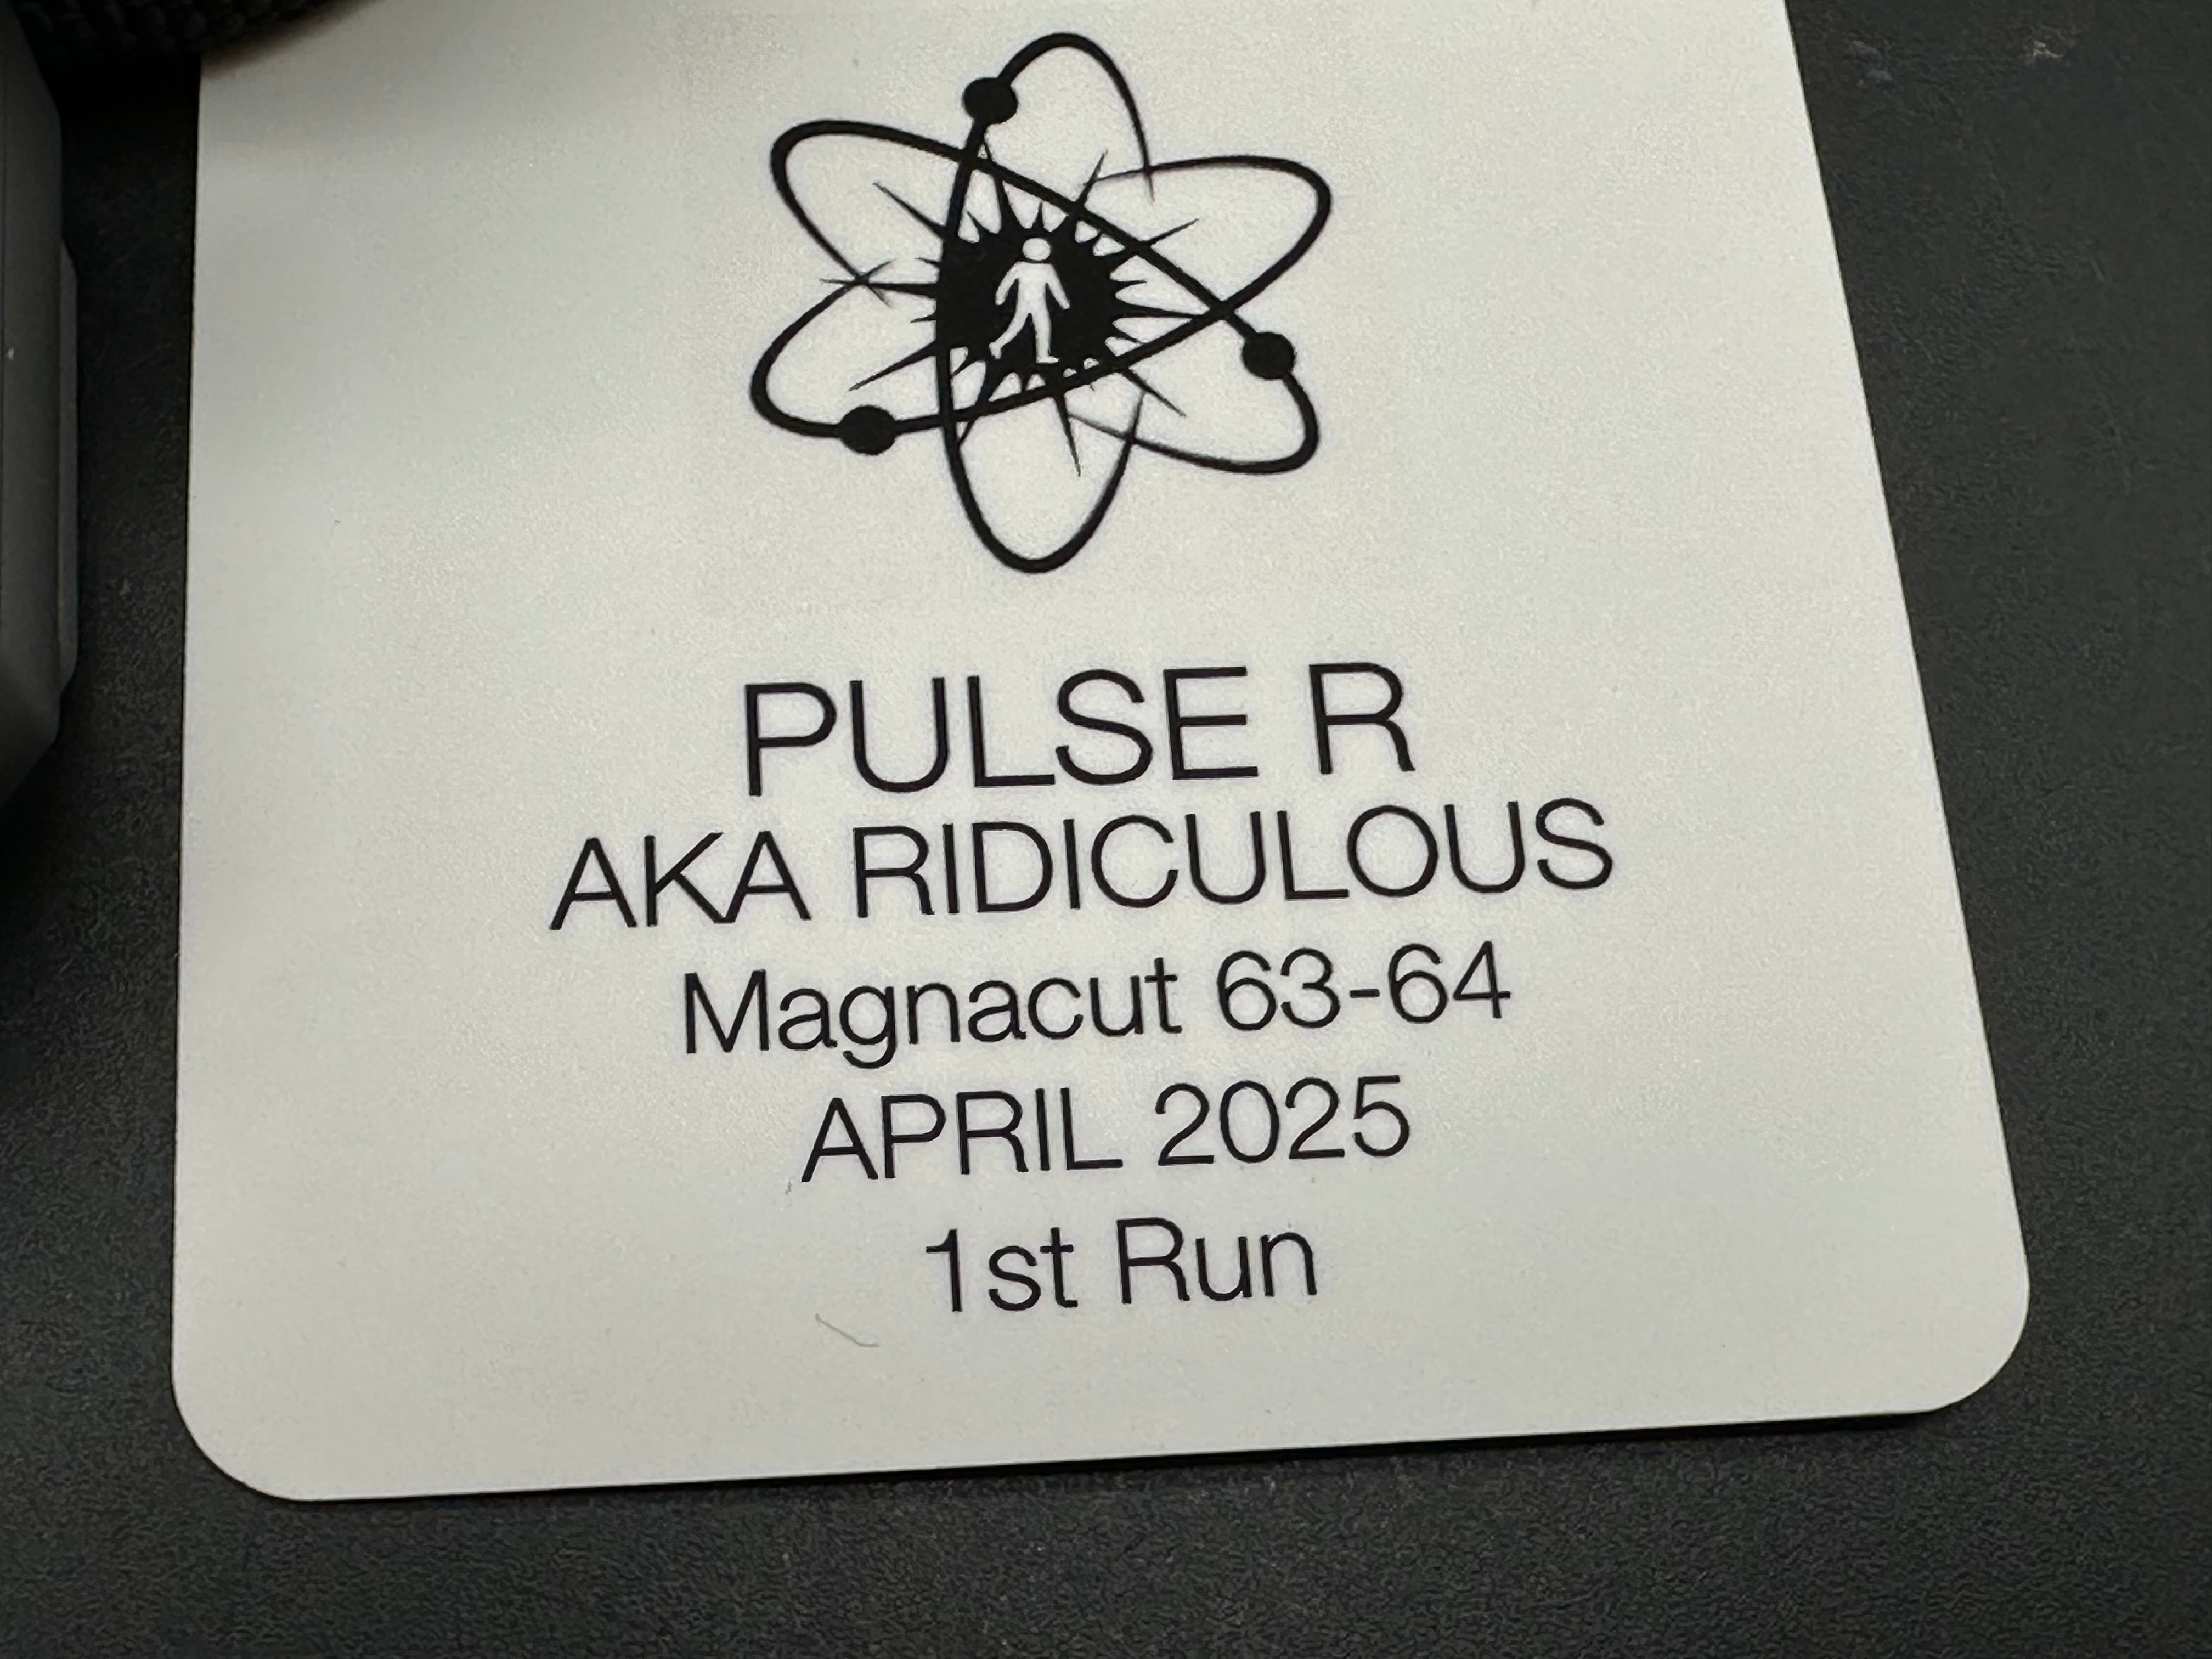 PULSE R
AKA RIDICULOUS
Magnacut 63-64
APRIL 2025
1st Run